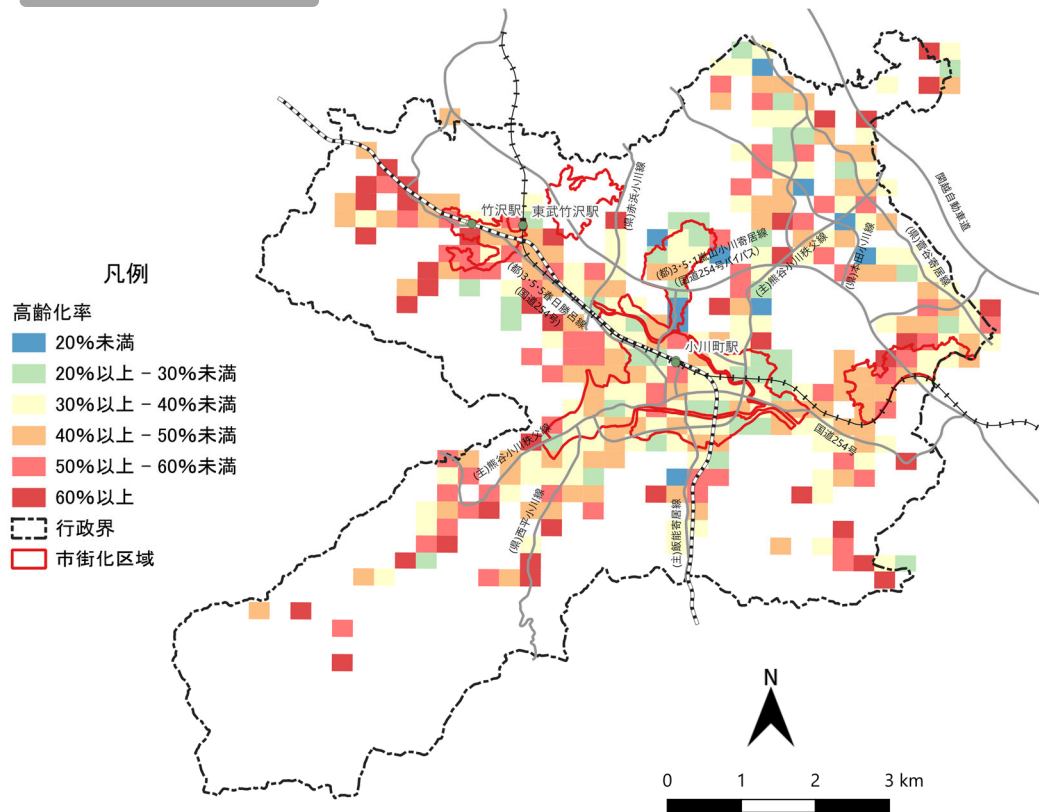 関越自動車道
(県)赤浜小川線
竹沢駅
東武竹沢駅
(県)菅谷寄居線
(県)本田小川線
(主)熊谷小川秩父線
(都)3・5・1嵐山小川寄居線
(国道254号バイパス)
(都)3・5・5春日勝呂線
(国道254号)
小川町駅
国道254号
(主)熊谷小川秩父線
(県)西平小川線
(主)飯能寄居線
凡例
高齢化率
20%未満
20%以上 − 30%未満
30%以上 − 40%未満
40%以上 − 50%未満
50%以上 − 60%未満
60%以上
行政界
市街化区域
N
0 1 2 3 km